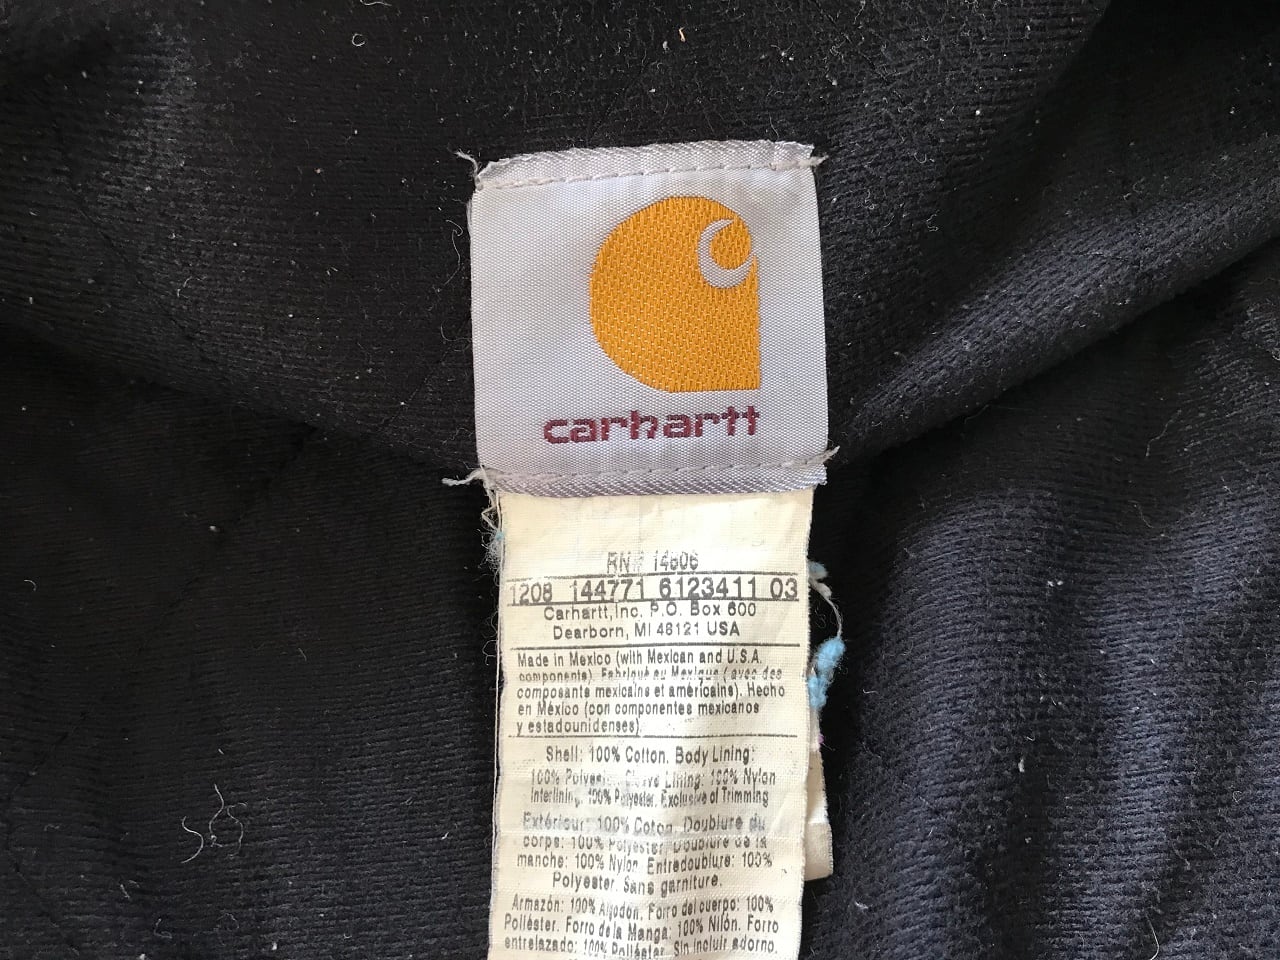 carhartt
RN# 14806
1208 144771 6123411 03
Carhartt, Inc. P.O. Box 600
Dearborn, MI 48121 USA
Made in Mexico (with Mexican and U.S.A.
components). Fabriqué au Mexique (avec des
composants mexicains et américains). Hecho
en México (con componentes mexicanos
y estadounidenses).
Shell: 100% Cotton. Body Lining:
100% Polyester. Sleeve Lining: 100% Nylon
Interlining: 100% Polyester. Exclusive of Trimming
Extérieur: 100% Coton. Doublure du
corps: 100% Polyester. Doublure de la
manche: 100% Nylon. Entredoublure: 100%
Polyester. Sans garniture.
Armazón: 100% Algodon. Forro del cuerpo: 100%
Poliéster. Forro de la Manga: 100% Nilón. Forro
entrelazado: 100% Poliéster. Sin incluir adorno.